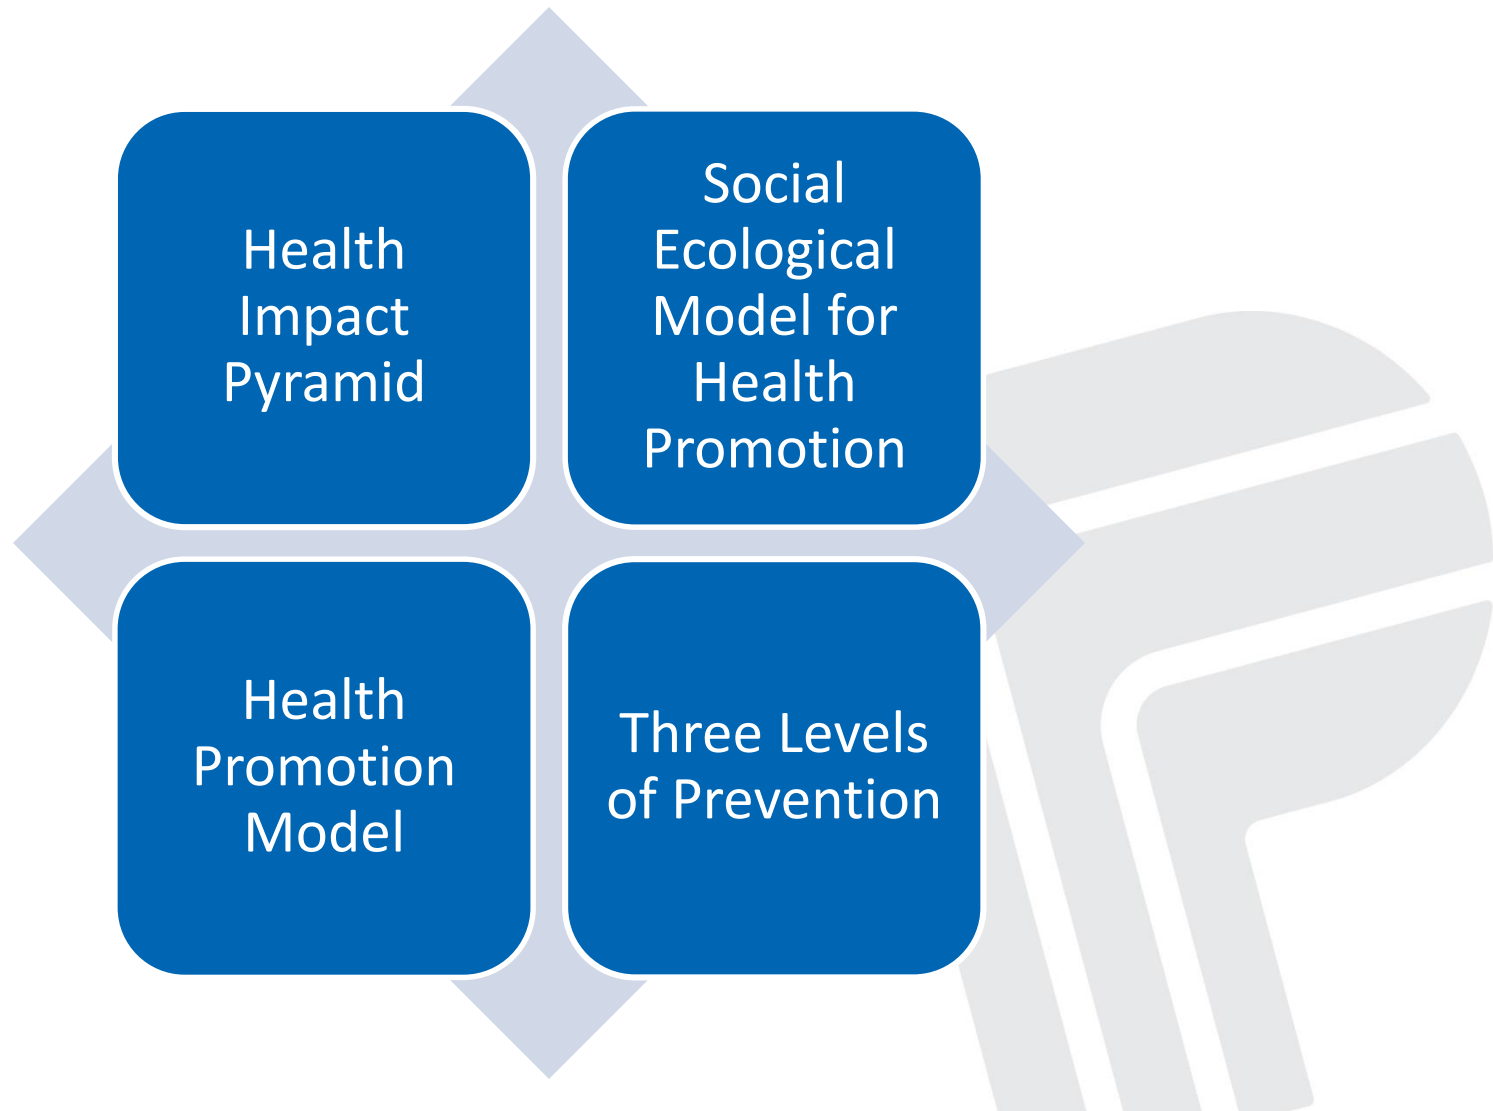 Health
Impact
Pyramid
Social
Ecological
Model for
Health
Promotion
Health
Promotion
Model
Three Levels
of Prevention